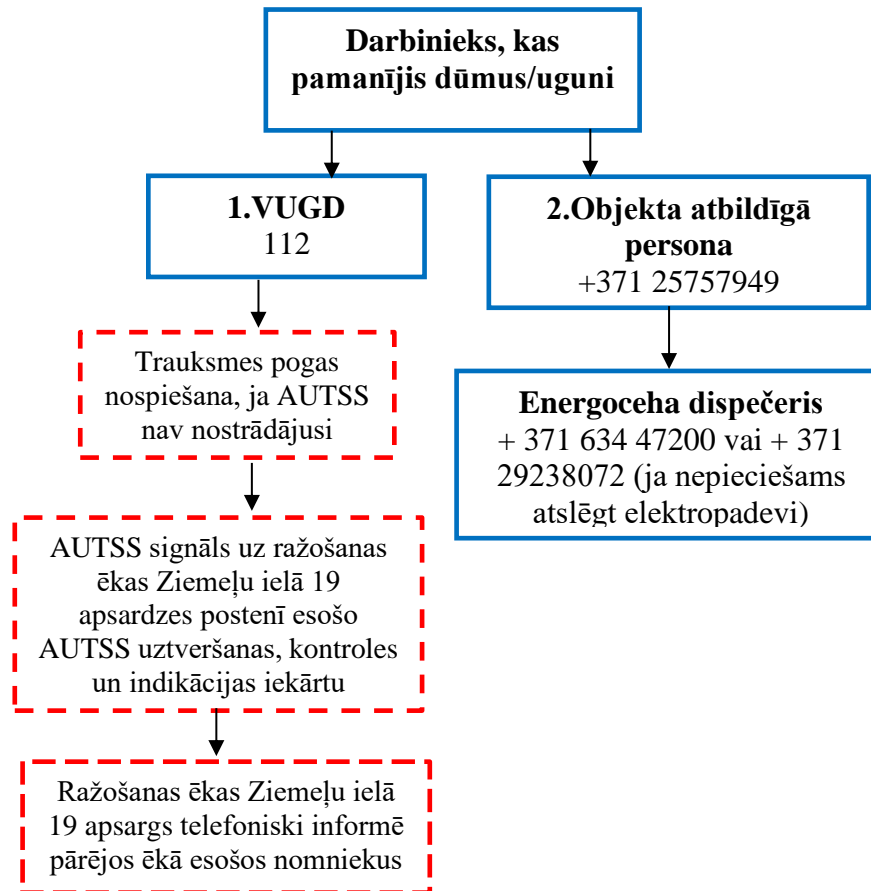 Darbinieks, kas
pamanījis dūmus/uguni
1.VUGD
112
2.Objekta atbildīgā
persona
+371 25757949
Trauksmes pogas
nospiešana, ja AUTSS
nav nostrādājusi
Energoceha dispečeris
+ 371 634 47200 vai + 371
29238072 (ja nepieciešams
atslēgt elektropadevi)
AUTSS signāls uz ražošanas
ēkas Ziemeļu ielā 19
apsardzes postenī esošo
AUTSS uztveršanas, kontroles
un indikācijas iekārtu
Ražošanas ēkas Ziemeļu ielā
19 apsargs telefoniski informē
pārējos ēkā esošos nomniekus